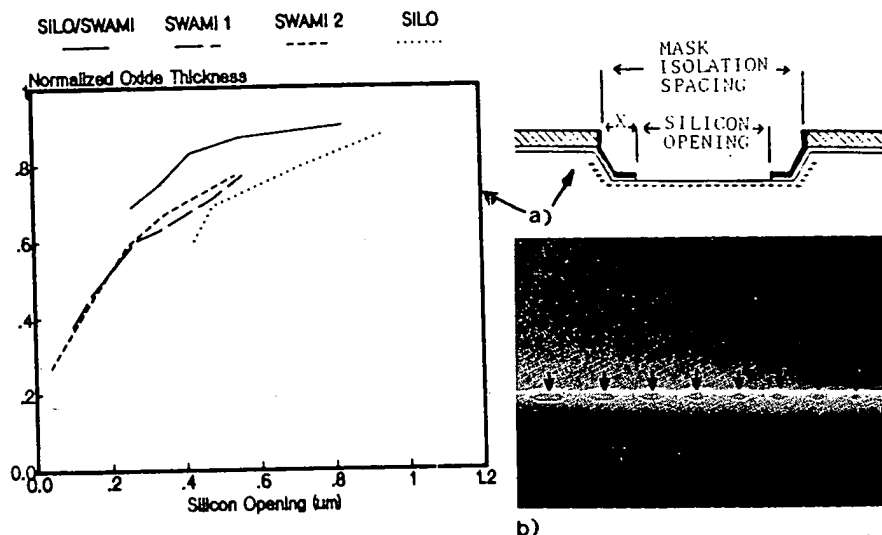 SILO/SWAMI SWAMI 1 SWAMI 2 SILO
Normalized Oxide Thickness
1
.8
.6
.4
.2
0.0
0.0 .2 .4 .6 .8 1 1.2
Silicon Opening (um)
MASK
ISOLATION
SPACING
X
SILICON
OPENING
a)
b)